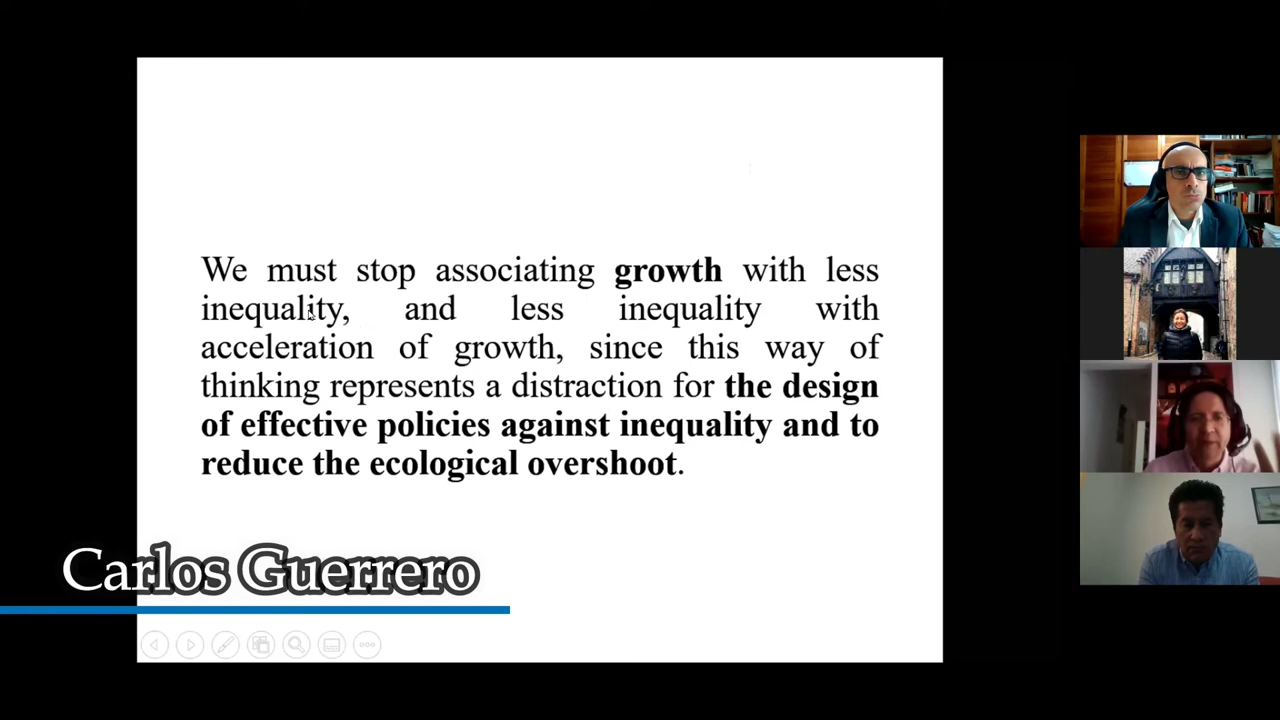 We must stop associating growth with less
inequality, and less inequality with
acceleration of growth, since this way of
thinking represents a distraction for the design
of effective policies against inequality and to
reduce the ecological overshoot.
Carlos Guerrero